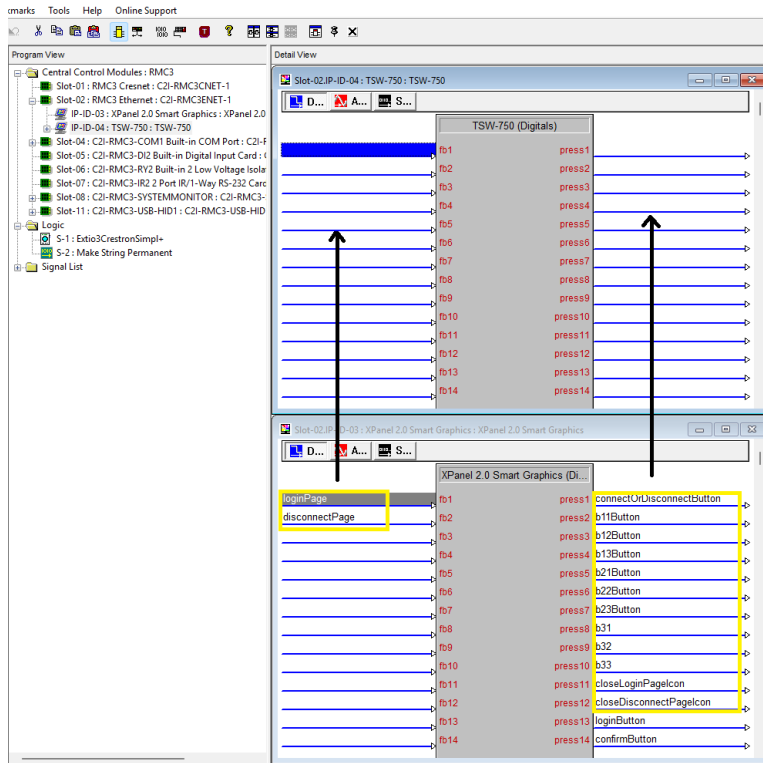 kmarks Tools Help Online Support
Program View
Central Control Modules : RMC3
Slot-01 : RMC3 Cresnet : C2I-RMC3CNET-1
Slot-02 : RMC3 Ethernet : C2I-RMC3ENET-1
IP-ID-03 : XPanel 2.0 Smart Graphics : XPanel 2.0
IP-ID-04 : TSW-750 : TSW-750
Slot-04 : C2I-RMC3-COM1 Built-in COM Port : C2I-F
Slot-05 : C2I-RMC3-DI2 Built-in Digital Input Card : (
Slot-06 : C2I-RMC3-RY2 Built-in 2 Low Voltage Isola
Slot-07 : C2I-RMC3-IR2 2 Port IR/1-Way RS-232 Carc
Slot-08 : C2I-RMC3-SYSTEMMONITOR : C2I-RMC3-
Slot-11 : C2I-RMC3-USB-HID1 : C2I-RMC3-USB-HID
Logic
S-1 : Extio3CrestronSimpl+
S-2 : Make String Permanent
Signal List
Detail View
Slot-02.IP-ID-04 : TSW-750 : TSW-750
D... A... S...
TSW-750 (Digitals)
fb1 press1
fb2 press2
fb3 press3
fb4 press4
fb5 press5
fb6 press6
fb7 press7
fb8 press8
fb9 press9
fb10 press10
fb11 press11
fb12 press12
fb13 press13
fb14 press14
Slot-02.IP-ID-03 : XPanel 2.0 Smart Graphics : XPanel 2.0 Smart Graphics
D... A... S...
XPanel 2.0 Smart Graphics (Di...
loginPage fb1 press1 connectOrDisconnectButton
disconnectPage fb2 press2 b11Button
fb3 press3 b12Button
fb4 press4 b13Button
fb5 press5 b21Button
fb6 press6 b22Button
fb7 press7 b23Button
fb8 press8 b31
fb9 press9 b32
fb10 press10 b33
fb11 press11 closeLoginPageIcon
fb12 press12 closeDisconnectPageIcon
fb13 press13 loginButton
fb14 press14 confirmButton